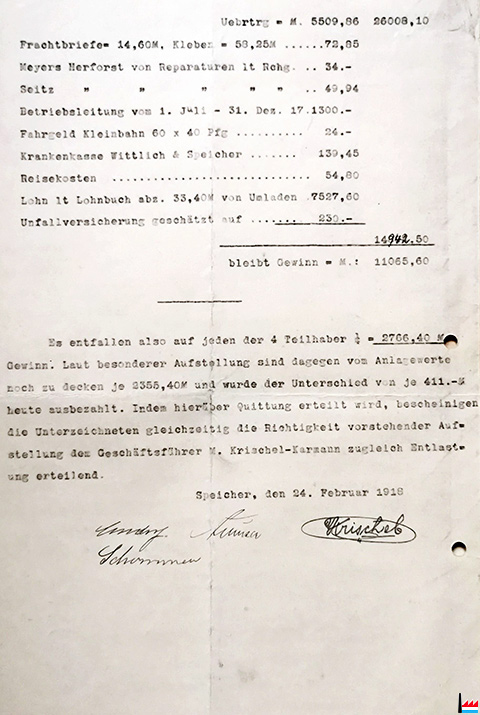 Uebrtrg = M. 5509,86 26008,10
Frachtbriefe= 14,60M. Kleben = 58,25M ......72,85
Meyers Herforst von Reparaturen lt Rchg. .. 34.-
Seitz " " " " " .. 49,94
Betriebsleitung vom 1. Juli - 31. Dez. 17.1300.-
Fahrgeld Kleinbahn 60 x 40 Pfg .......... 24.-
Krankenkasse Wittlich & Speicher ....... 139,45
Reisekosten ............................ 54,80
Lohn lt Lohnbuch abz. 33,40M von Umladen .7527,60
Unfallversicherung geschätzt auf ....... 230.-
14942.50
bleibt Gewinn = M.: 11065,60
Es entfallen also auf jeden der 4 Teilhaber ¼ = 2766,40 M
Gewinn. Laut besonderer Aufstellung sind dagegen vom Anlagewerte
noch zu decken je 2355,40M und wurde der Unterschied von je 411.-M
heute ausbezahlt. Indem hierüber Quittung erteilt wird, bescheinigen
die Unterzeichneten gleichzeitig die Richtigkeit vorstehender Auf=
stellung dem Geschäftsführer M. Krischel-Karmann zugleich Entlast=
ung erteilend.
Speicher, den 24. Februar 1918
Krischel